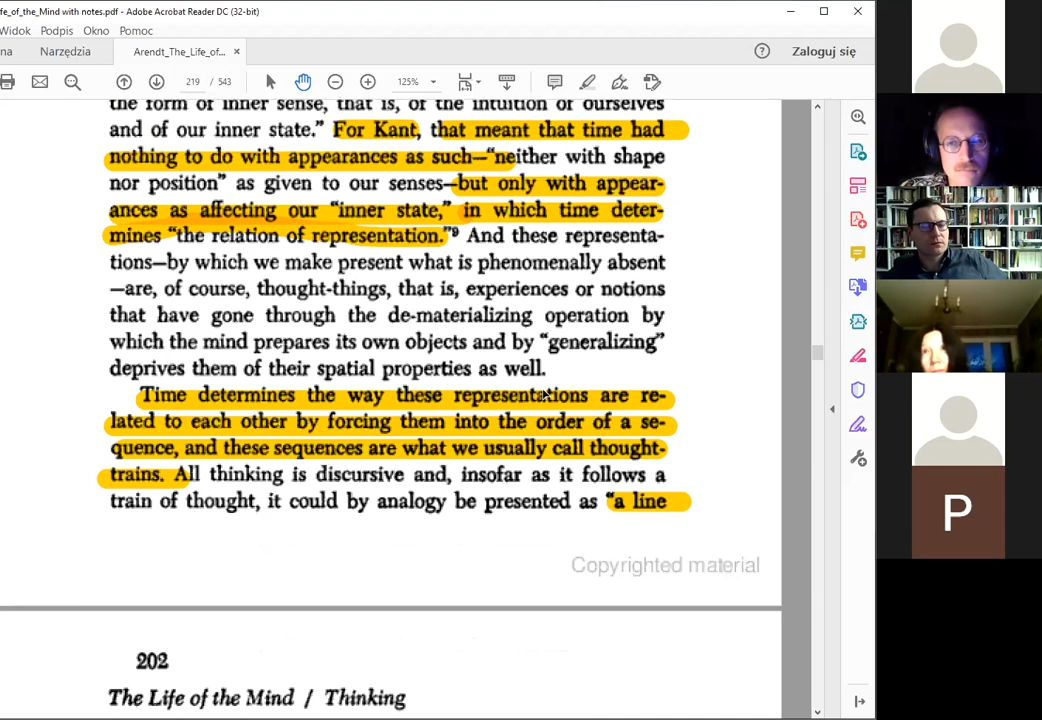 fe_of_the_Mind with notes.pdf - Adobe Acrobat Reader DC (32-bit)
Widok Podpis Okno Pomoc
na Narzędzia Arendt_The_Life_of... × Zaloguj się
219 / 543 125%
the form of inner sense, that is, of the intuition of ourselves
and of our inner state.” For Kant, that meant that time had
nothing to do with appearances as such—“neither with shape
nor position” as given to our senses—but only with appear-
ances as affecting our “inner state,” in which time deter-
mines “the relation of representation.”⁹ And these representa-
tions—by which we make present what is phenomenally absent
—are, of course, thought-things, that is, experiences or notions
that have gone through the de-materializing operation by
which the mind prepares its own objects and by “generalizing”
deprives them of their spatial properties as well.
Time determines the way these representations are re-
lated to each other by forcing them into the order of a se-
quence, and these sequences are what we usually call thought-
trains. All thinking is discursive and, insofar as it follows a
train of thought, it could by analogy be presented as “a line
Copyrighted material
202
The Life of the Mind / Thinking
P